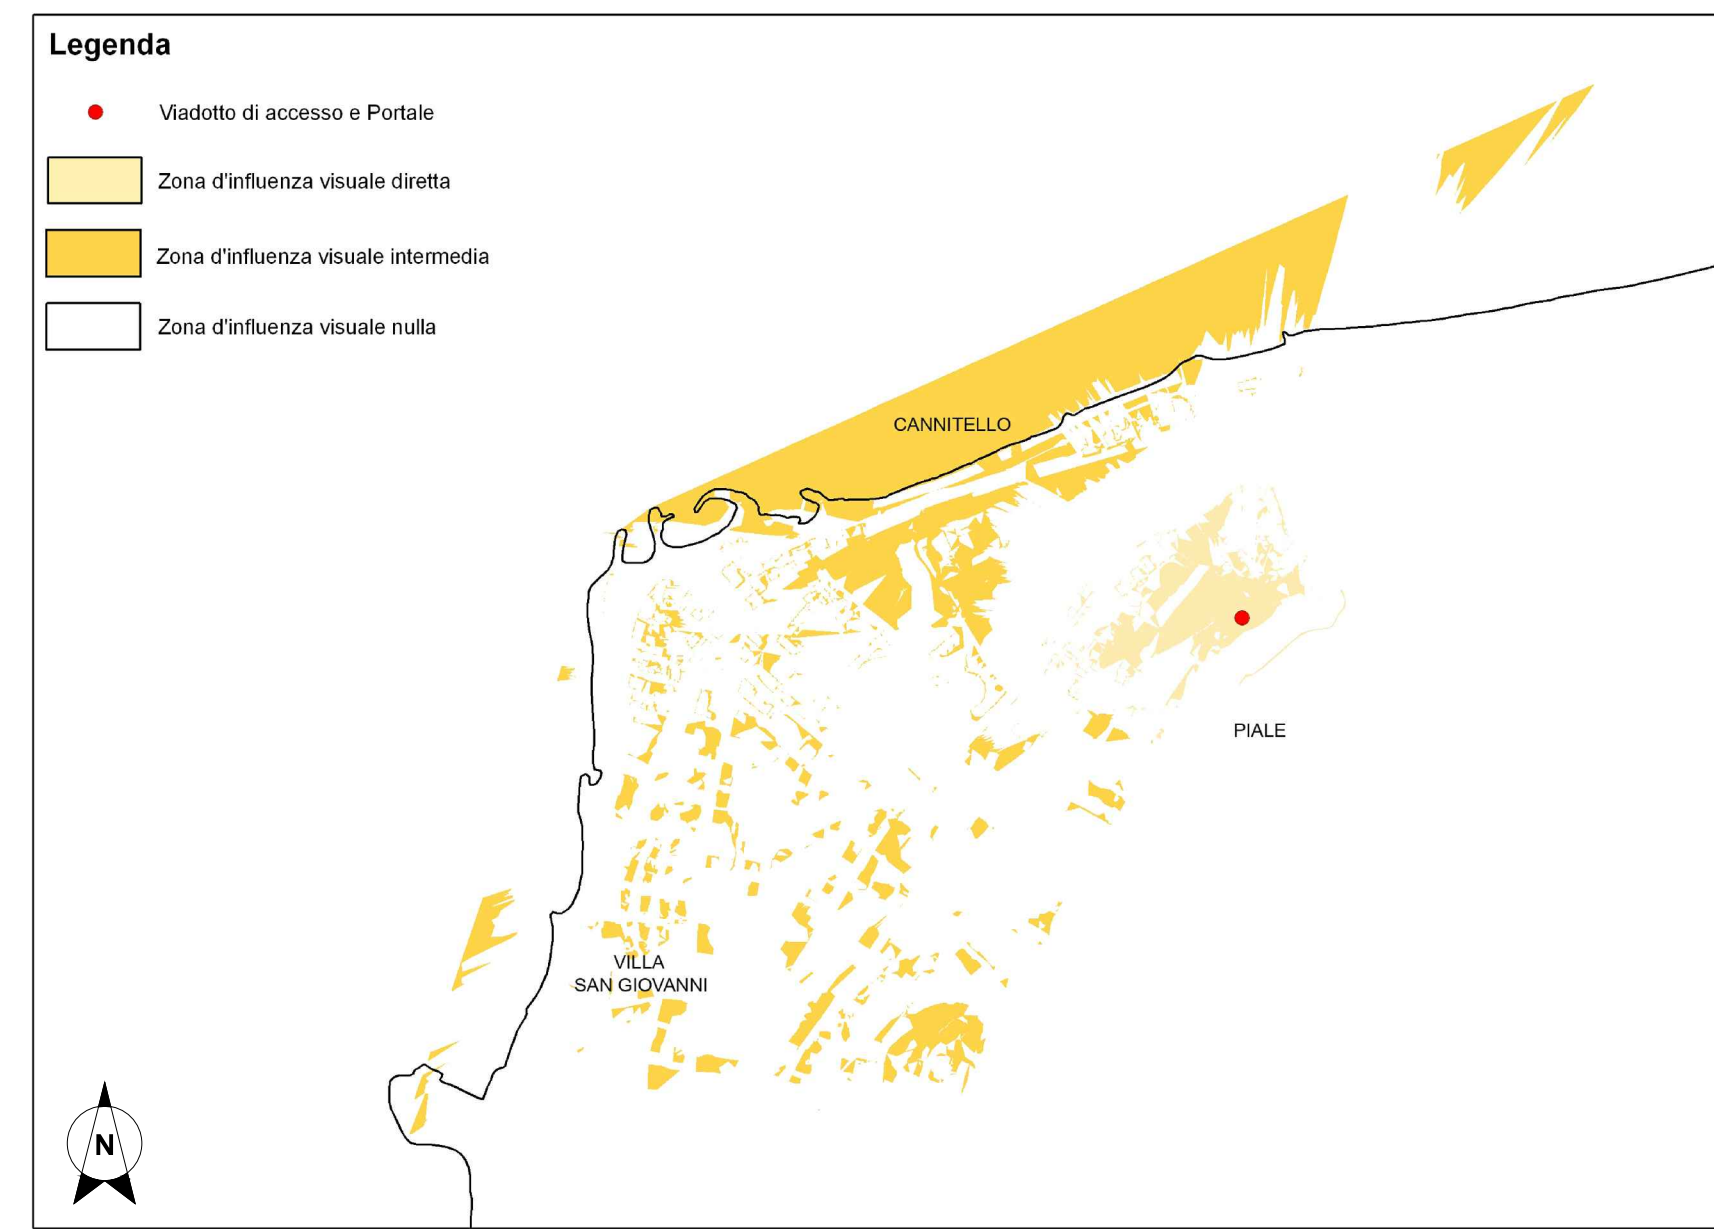 Legenda
Viadotto di accesso e Portale
Zona d'influenza visuale diretta
Zona d'influenza visuale intermedia
Zona d'influenza visuale nulla
CANNITELLO
PIALE
VILLA
SAN GIOVANNI
N